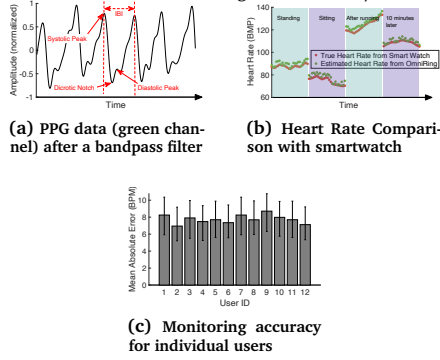 Amplitude (normalized)
1
0.5
0
-0.5
-1
Systolic Peak
IBI
Dicrotic Notch
Diastolic Peak
Time
(a) PPG data (green chan-
nel) after a bandpass filter
Heart Rate (BMP)
140
120
100
80
60
Standing
Sitting
After running
10 minutes
later
True Heart Rate from Smart Watch
Estimated Heart Rate from OmniRing
Time
(b) Heart Rate Compari-
son with smartwatch
Mean Absolute Error (BPM)
10
8
6
4
2
0
1 2 3 4 5 6 7 8 9 10 11 12
User ID
(c) Monitoring accuracy
for individual users